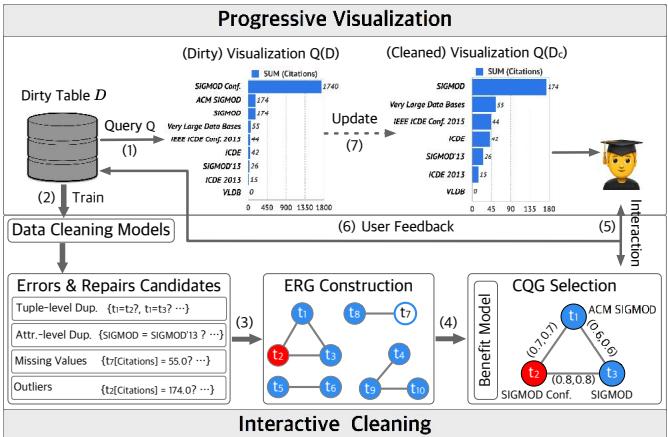 Progressive Visualization
(Dirty) Visualization Q(D)
SUM (Citations)
SIGMOD Conf. 1740
ACM SIGMOD 174
SIGMOD 174
Very Large Data Bases 55
IEEE ICDE Conf. 2015 44
ICDE 42
SIGMOD'13 26
ICDE 2013 15
VLDB 0
0 450 900 1350 1800
(Cleaned) Visualization Q(Dc)
SUM (Citations)
SIGMOD 174
Very Large Data Bases 55
IEEE ICDE Conf. 2015 44
ICDE 42
SIGMOD'13 26
ICDE 2013 15
VLDB 0
0 45 90 135 180
Dirty Table D
Query Q
(1)
Update
(7)
(2) Train
(6) User Feedback
(5)
Interaction
Data Cleaning Models
Errors & Repairs Candidates
Tuple-level Dup. {t1=t2?, t1=t3? ···}
Attr.-level Dup. {SIGMOD = SIGMOD'13 ? ···}
Missing Values {t7[Citations] = 55.0? ···}
Outliers {t2[Citations] = 174.0? ···}
(3)
ERG Construction
t1 t8 t7
t2 t3 t4
t5 t6 t9 t10
(4)
CQG Selection
Benefit Model
t1 ACM SIGMOD
(0.7,0.7) (0.6,0.6)
t2 (0.8,0.8) t3
SIGMOD Conf. SIGMOD
Interactive Cleaning